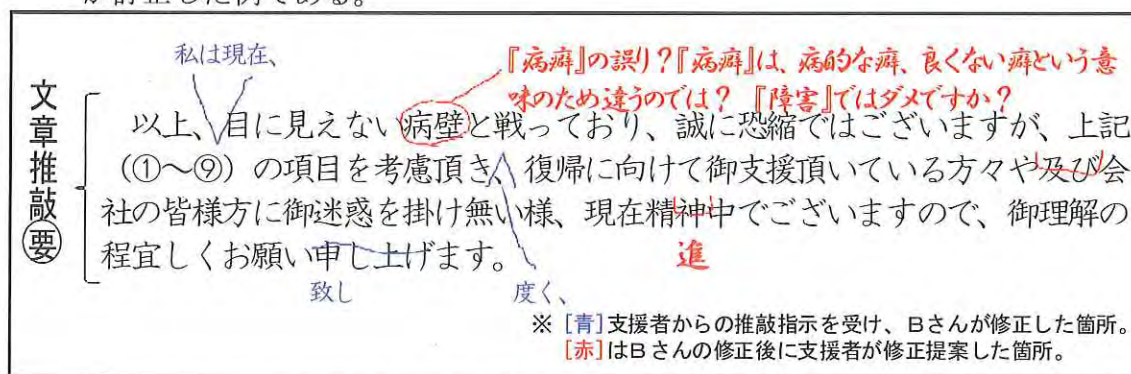 が訂正した例である。
私は現在、
『病癖』の誤り？『病癖』は、病的な癖、良くない癖という意
味のため違うのでは？ 『障害』ではダメですか？
文章推敲要
以上、目に見えない病壁と戦っており、誠に恐縮ではございますが、上記
（①～⑨）の項目を考慮頂き、復帰に向けて御支援頂いている方々や及び会
社の皆様方に御迷惑を掛け無い様、現在精神中でございますので、御理解の
程宜しくお願い申し上げます。
進
致し
度く、
※ [青]支援者からの推敲指示を受け、Bさんが修正した箇所。
[赤]はBさんの修正後に支援者が修正提案した箇所。